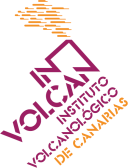 IN
VOLCAN
INSTITUTO
VOLCANOLÓGICO
DE CANARIAS